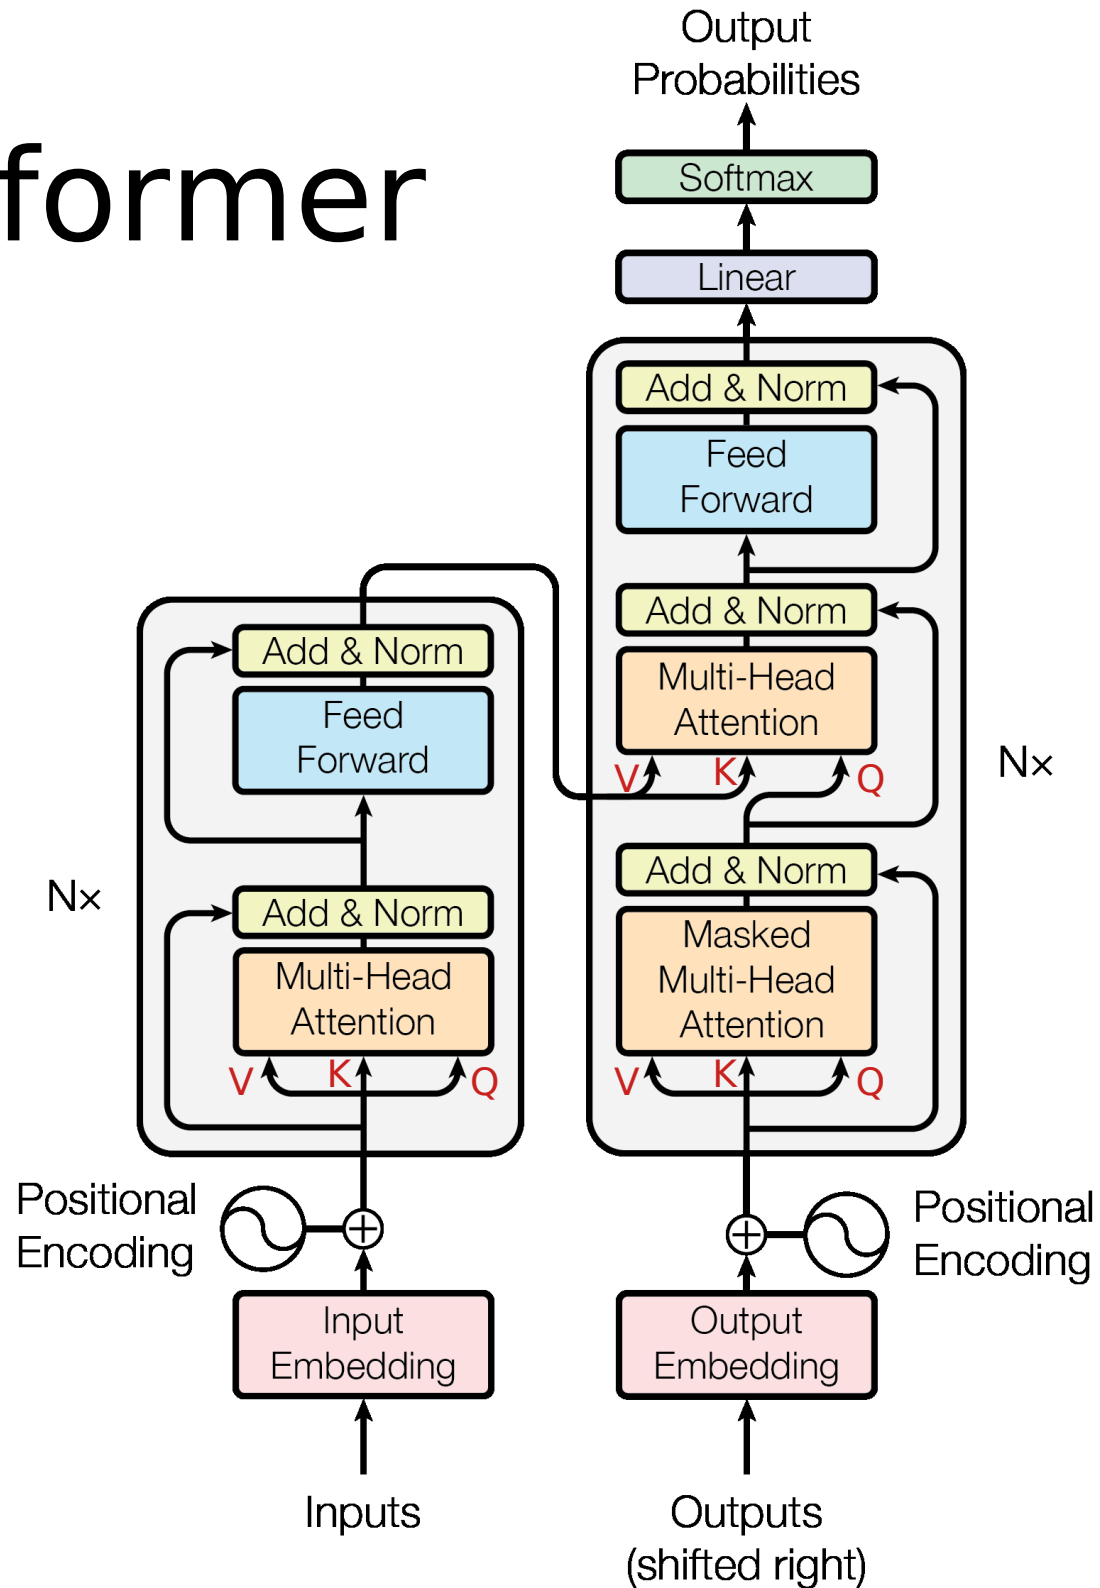 former
Output
Probabilities
Softmax
Linear
Add & Norm
Feed
Forward
Add & Norm
Multi-Head
Attention
V K Q
Nx
Add & Norm
Masked
Multi-Head
Attention
V K Q
Add & Norm
Feed
Forward
Nx
Add & Norm
Multi-Head
Attention
V K Q
Positional
Encoding
Positional
Encoding
Input
Embedding
Output
Embedding
Inputs
Outputs
(shifted right)